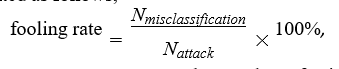 fooling rate = N_misclassification / N_attack × 100%,